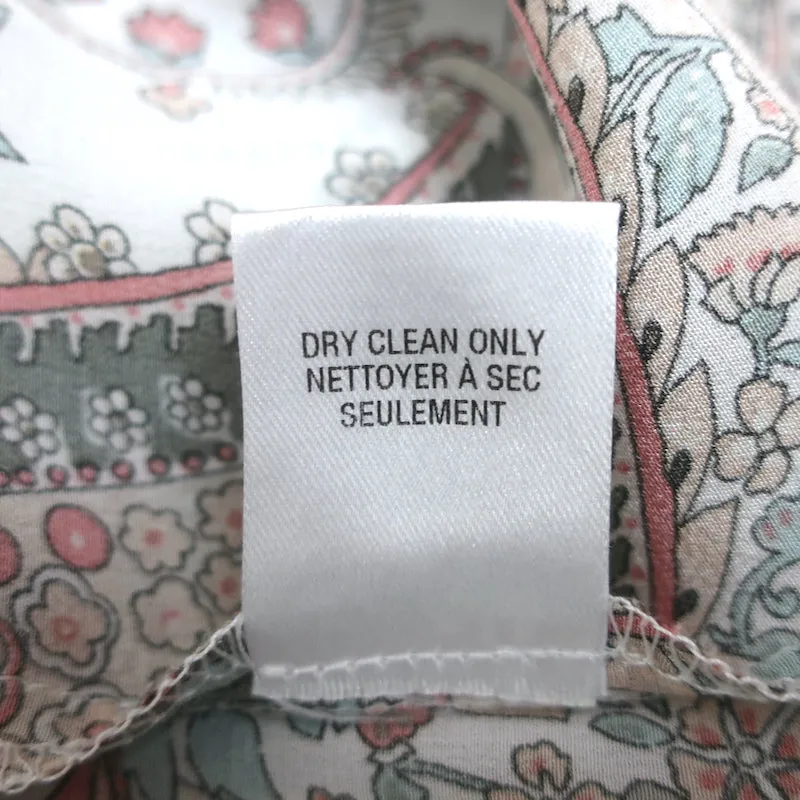 DRY CLEAN ONLY
NETTOYER À SEC
SEULEMENT